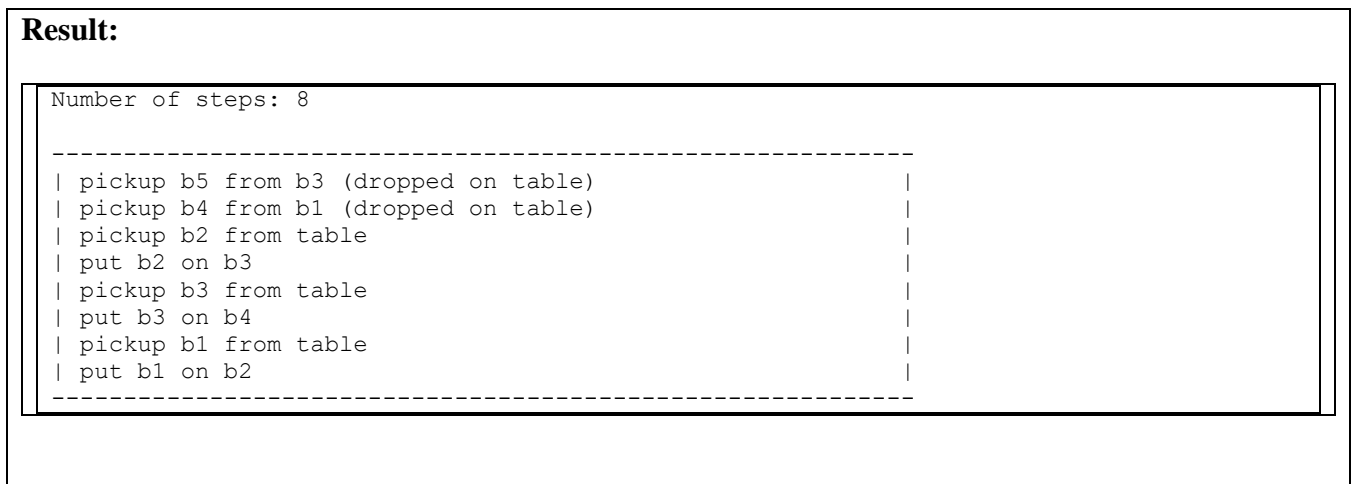 Result:
Number of steps: 8
------------------------------------------------------------
| pickup b5 from b3 (dropped on table) |
| pickup b4 from b1 (dropped on table) |
| pickup b2 from table |
| put b2 on b3 |
| pickup b3 from table |
| put b3 on b4 |
| pickup b1 from table |
| put b1 on b2 |
------------------------------------------------------------